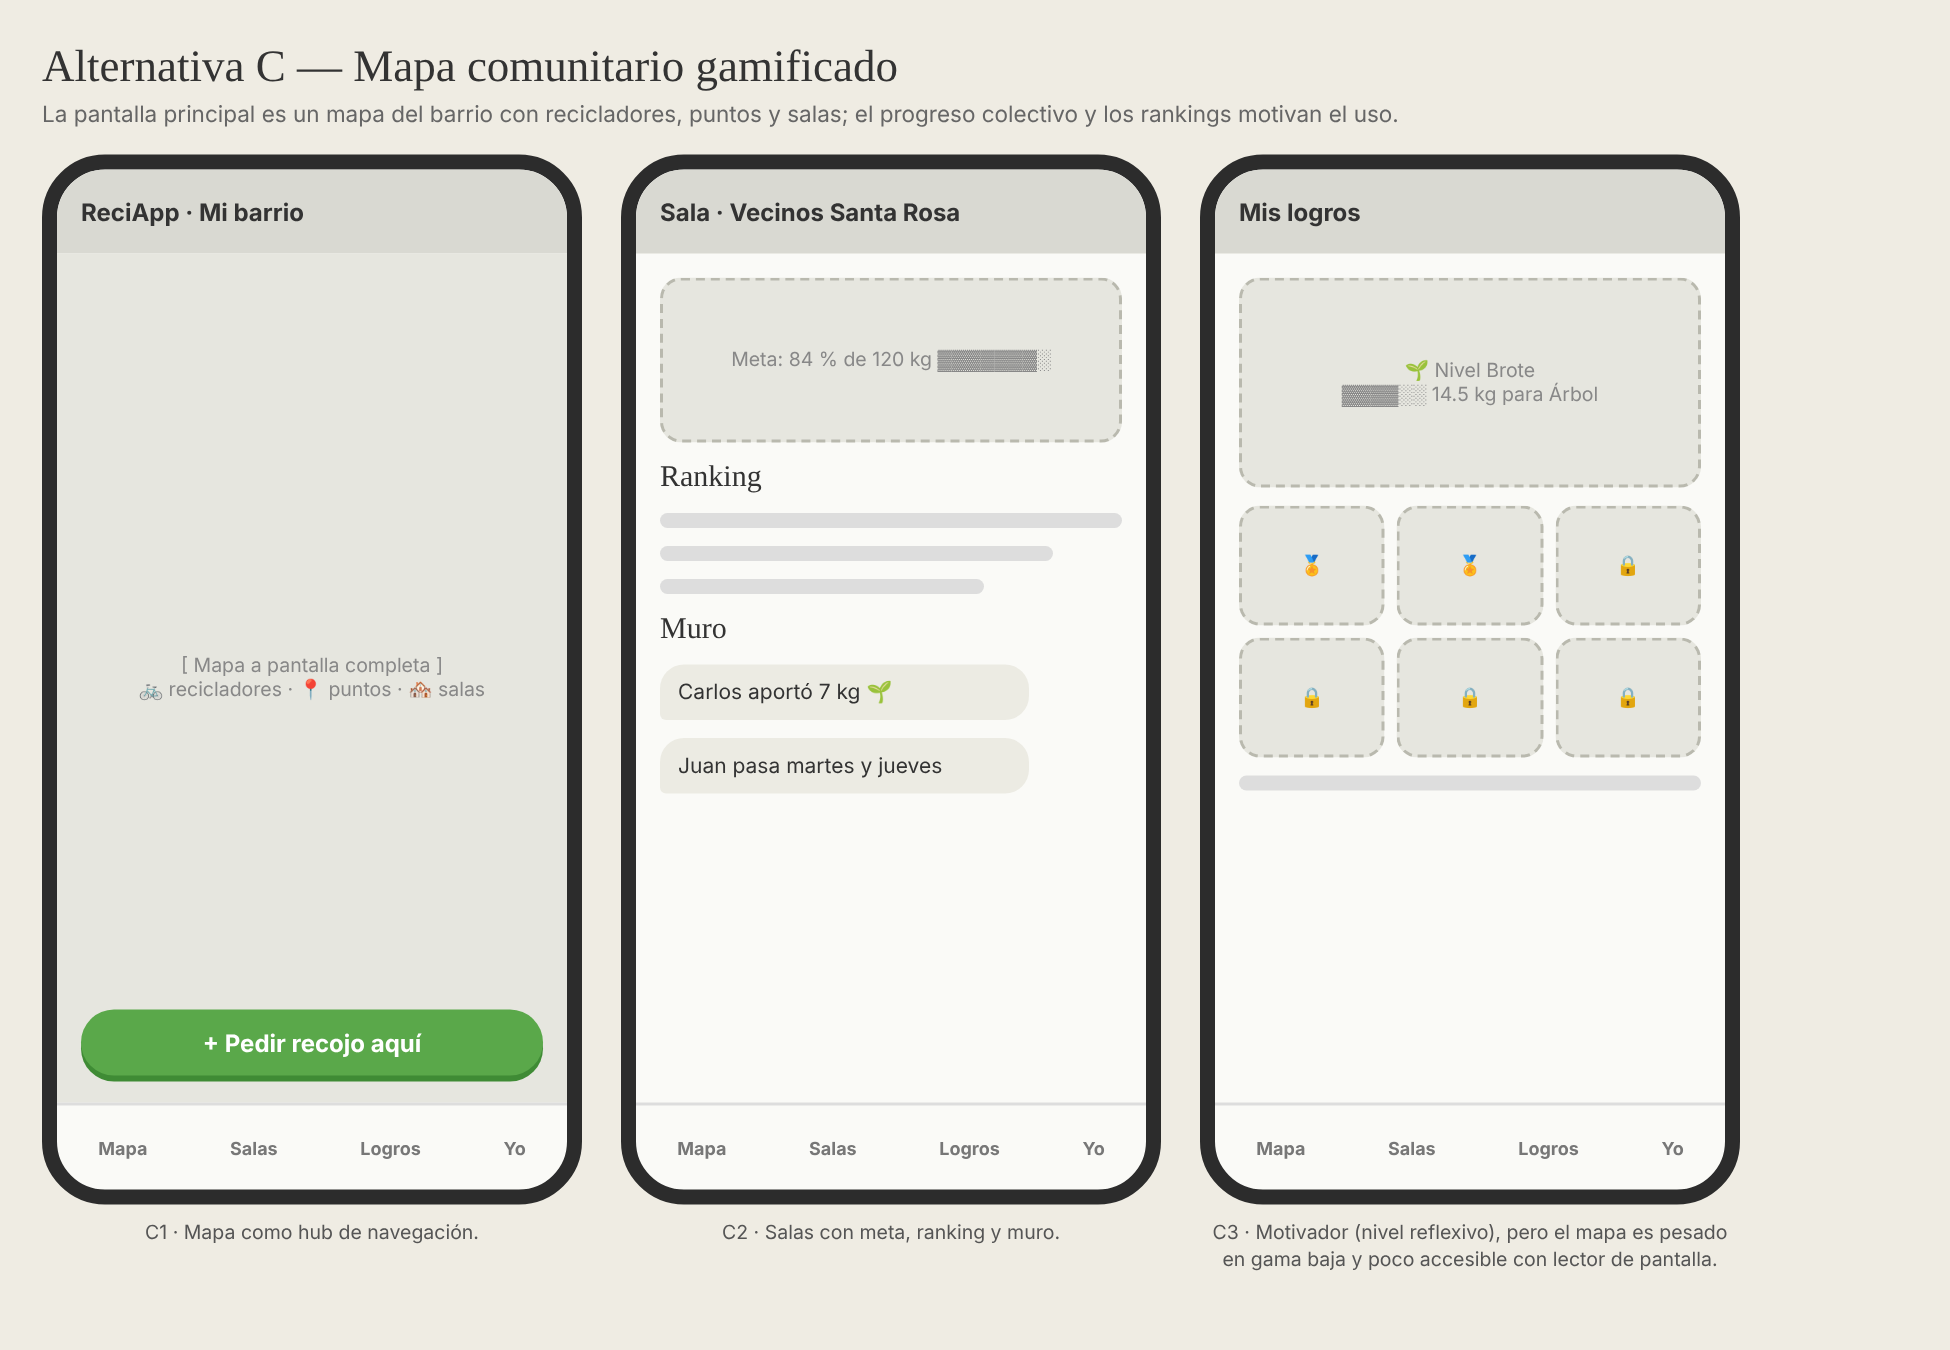 Alternativa C — Mapa comunitario gamificado
La pantalla principal es un mapa del barrio con recicladores, puntos y salas; el progreso colectivo y los rankings motivan el uso.
ReciApp · Mi barrio
[ Mapa a pantalla completa ]
🚲 recicladores · 📍 puntos · 🏘️ salas
+ Pedir recojo aquí
Mapa Salas Logros Yo
C1 · Mapa como hub de navegación.
Sala · Vecinos Santa Rosa
Meta: 84 % de 120 kg ▓▓▓▓▓▓▓░
Ranking
Muro
Carlos aportó 7 kg 🌱
Juan pasa martes y jueves
Mapa Salas Logros Yo
C2 · Salas con meta, ranking y muro.
Mis logros
🌱 Nivel Brote
▓▓▓▓░░ 14.5 kg para Árbol
🏅 🏅 🔒
🔒 🔒 🔒
Mapa Salas Logros Yo
C3 · Motivador (nivel reflexivo), pero el mapa es pesado
en gama baja y poco accesible con lector de pantalla.